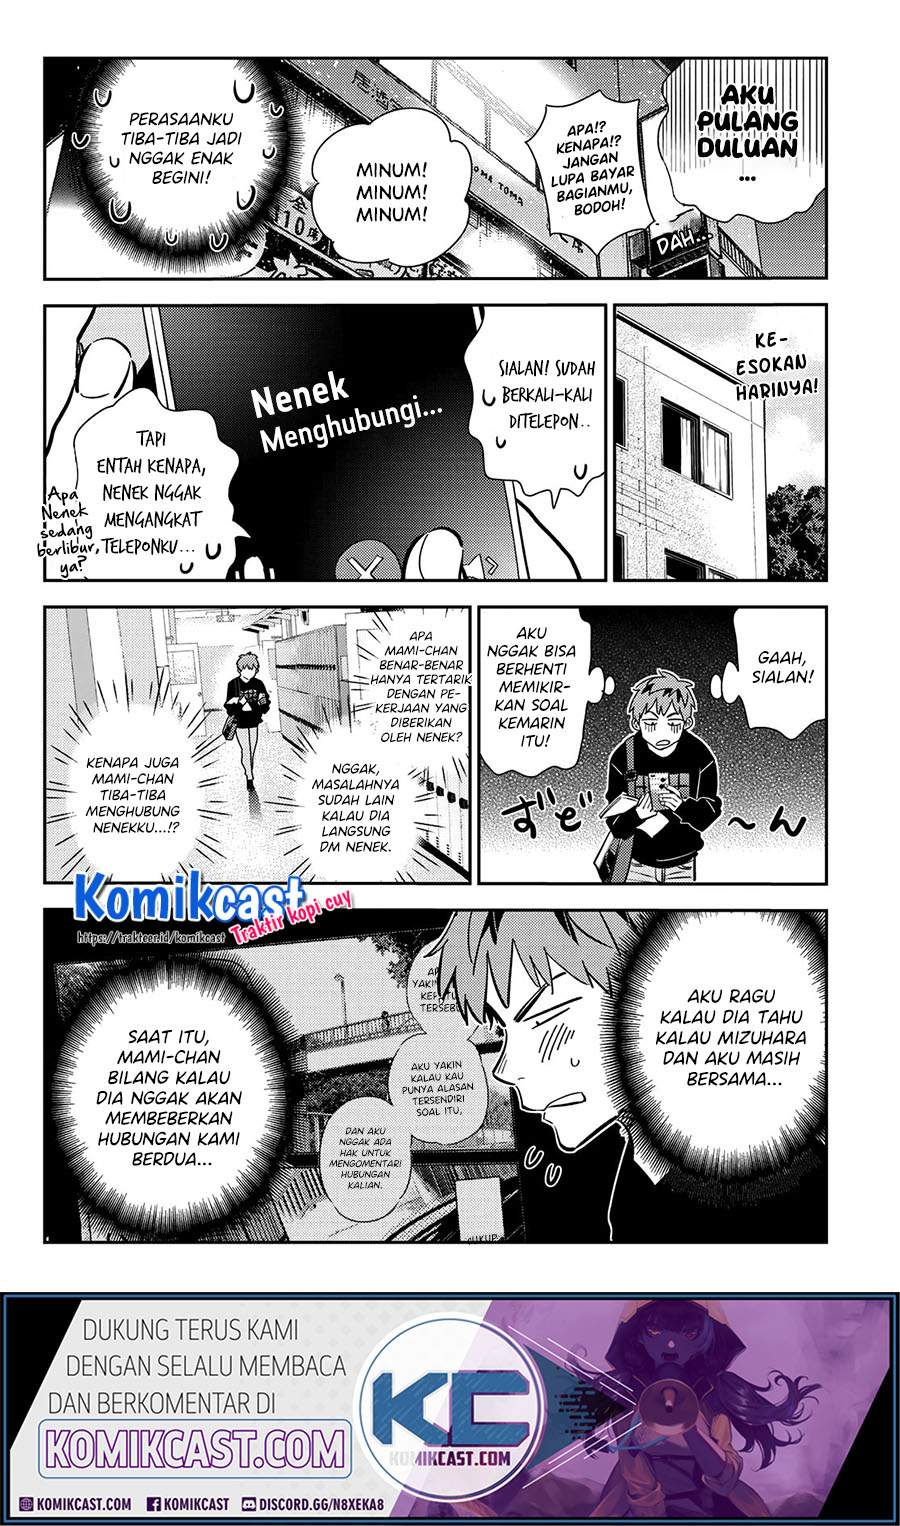 AKU
PULANG
DULUAN
...
APA!?
KENAPA!?
JANGAN
LUPA BAYAR
BAGIANMU,
BODOH!
DAH...
MINUM!
MINUM!
MINUM!
PERASAANKU
TIBA-TIBA JADI
NGGAK ENAK
BEGINI!
TOMA
KE-
ESOKAN
HARINYA!
SIALAN! SUDAH
BERKALI-KALI
DITELEPON..
Nenek
Menghubungi...
TAPI
ENTAH KENAPA,
NENEK NGGAK
MENGANGKAT
TELEPONKU...
Apa
Nenek
sedang
berlibur,
ya?
GAAH,
SIALAN!
AKU
NGGAK BISA
BERHENTI
MEMIKIR-
KAN SOAL
KEMARIN
ITU!
ず ぞ ～ ん
APA
MAMI-CHAN
BENAR-BENAR
HANYA TERTARIK
DENGAN PE-
KERJAAN YANG
DIBERIKAN
OLEH NENEK?
NGGAK,
MASALAHNYA
SUDAH LAIN
KALAU DIA
LANGSUNG
DM NENEK.
KENAPA JUGA
MAMI-CHAN
TIBA-TIBA
MENGHUBUNG
NENEKKU...!?
Komikcast
Traktir kopi cuy
https://trakteer.id/komikcast
AKU RAGU
KALAU DIA TAHU
KALAU MIZUHARA
DAN AKU MASIH
BERSAMA...
AKU YAKIN
KALAU KAU
PUNYA ALASAN
TERSENDIRI
SOAL ITU,
DAN AKU
NGGAK ADA
HAK UNTUK
MENGOMENTARI
HUBUNGAN
KALIAN.
SAAT ITU,
MAMI-CHAN
BILANG KALAU
DIA NGGAK AKAN
MEMBEBERKAN
HUBUNGAN KAMI
BERDUA...
DUKUNG TERUS KAMI
DENGAN SELALU MEMBACA
DAN BERKOMENTAR DI
KOMIKCAST.COM
KC
KOMIKCAST.COM
KOMIKCAST.COM KOMIKCAST DISCORD.GG/N8XEKA8